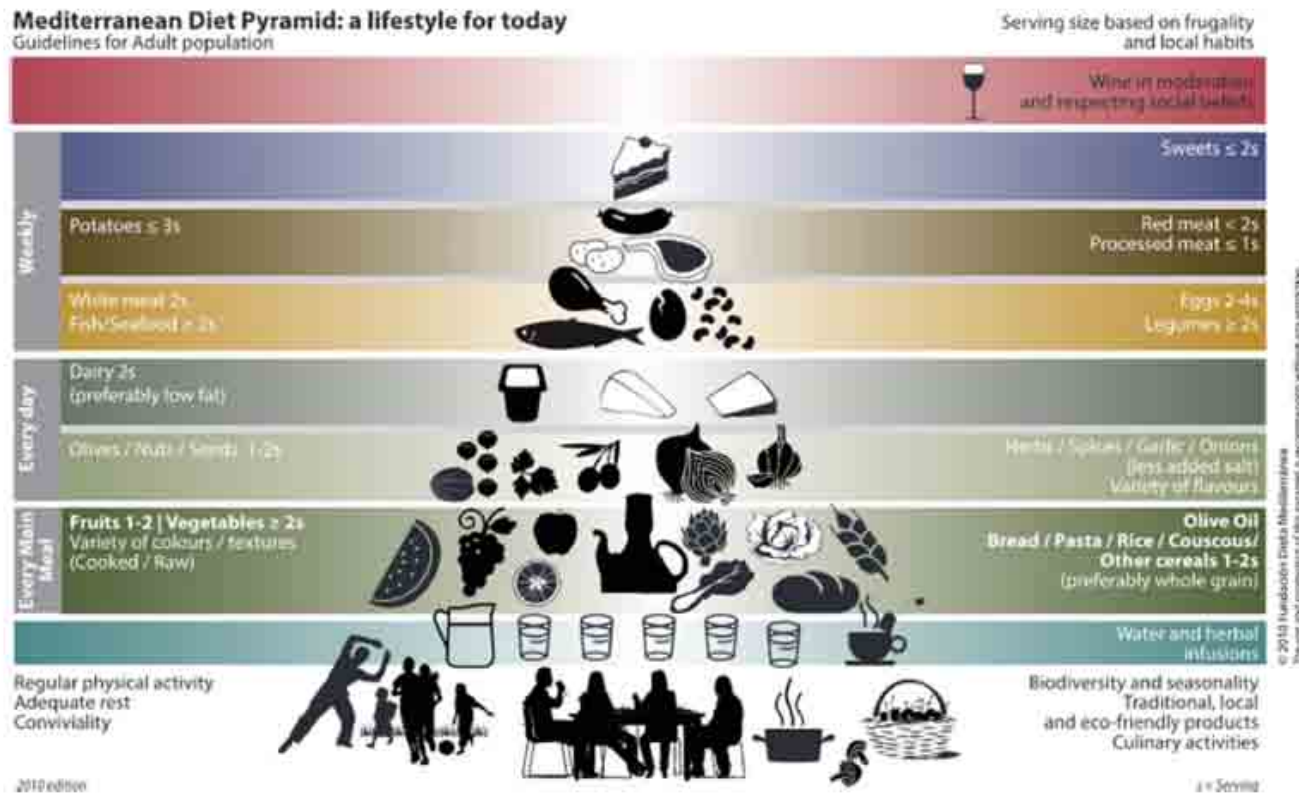 Mediterranean Diet Pyramid: a lifestyle for today
Guidelines for Adult population
Serving size based on frugality
and local habits
Wine in moderation
and respecting social beliefs
Weekly
Sweets ≤ 2s
Potatoes ≤ 3s
Red meat < 2s
Processed meat ≤ 1s
White meat 2s
Fish/Seafood ≥ 2s
Eggs 2-4s
Legumes ≥ 2s
Every day
Dairy 2s
(preferably low fat)
Olives / Nuts / Seeds 1-2s
Herbs / Spices / Garlic / Onions
(less added salt)
Variety of flavours
Every Main
Meal
Fruits 1-2 | Vegetables ≥ 2s
Variety of colours / textures
(Cooked / Raw)
Olive Oil
Bread / Pasta / Rice / Couscous/
Other cereals 1-2s
(preferably whole grain)
Water and herbal
infusions
Regular physical activity
Adequate rest
Conviviality
Biodiversity and seasonality
Traditional, local
and eco-friendly products
Culinary activities
2010 edition
s = Serving
© 2010 Fundación Dieta Mediterránea